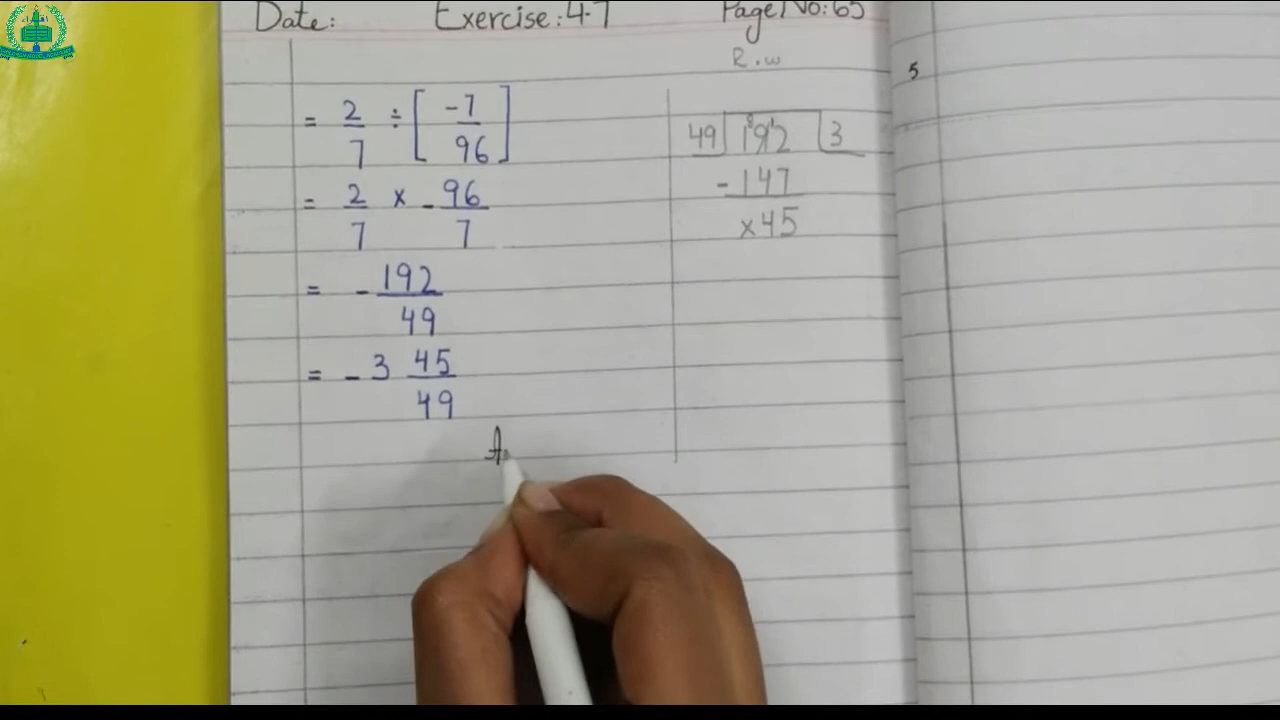 Date: Exercise: 4.7 Page No: 65
R.w
= 2/7 ÷ [-7/96]
= 2/7 × -96/7
= -192/49
= -3 45/49
A
49 192 3
-147
×45
5